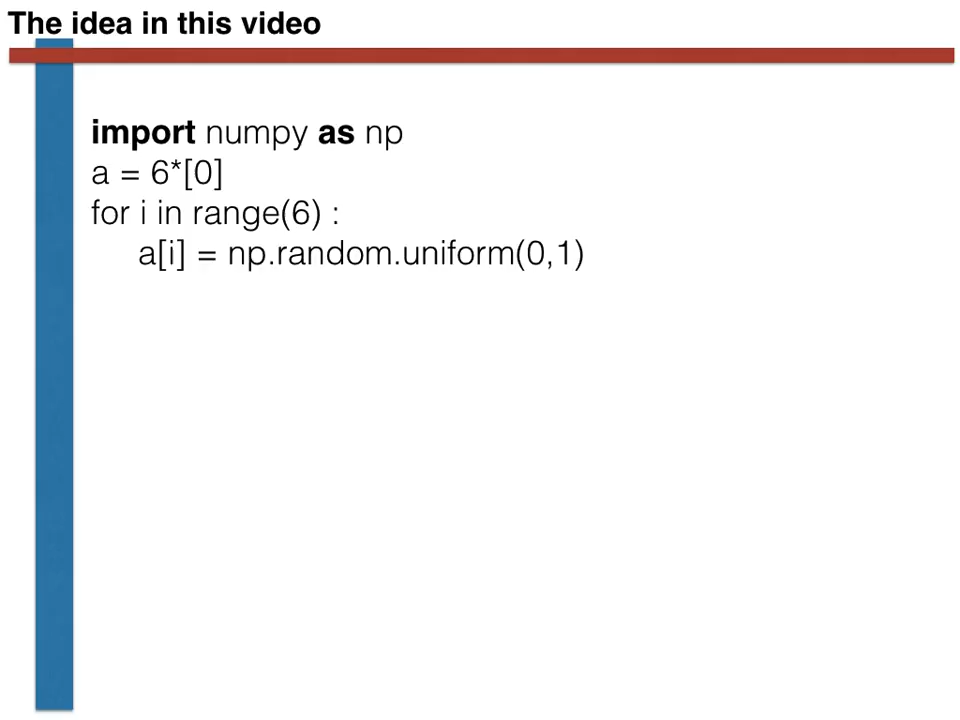 The idea in this video
import numpy as np
a = 6*[0]
for i in range(6) :
a[i] = np.random.uniform(0,1)